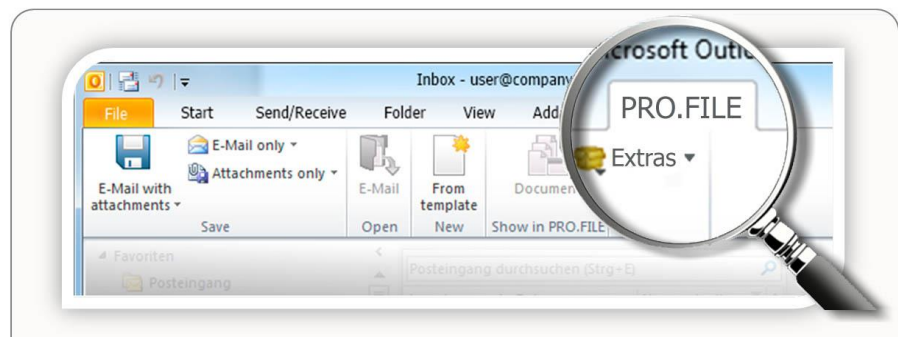 Inbox - user@company
crosoft Outl
File Start Send/Receive Folder View Add PRO.FILE
E-Mail with attachments
E-Mail only
Attachments only
Save
E-Mail
Open
From template
New
Documen
Show in PRO.FILE
Extras
Favoriten
Posteingang
Posteingang durchsuchen (Strg+E)